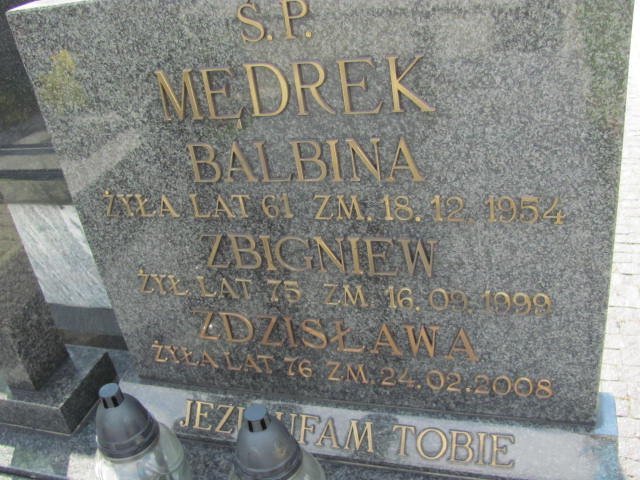 Ś.P.
MĘDREK
BALBINA
ŻYŁA LAT 61 ZM. 18.12.1954
ZBIGNIEW
ŻYŁ LAT 75 ZM. 16.09.1999
ZDZISŁAWA
ŻYŁA LAT 76 ZM. 24.02.2008
UFAM TOBIE